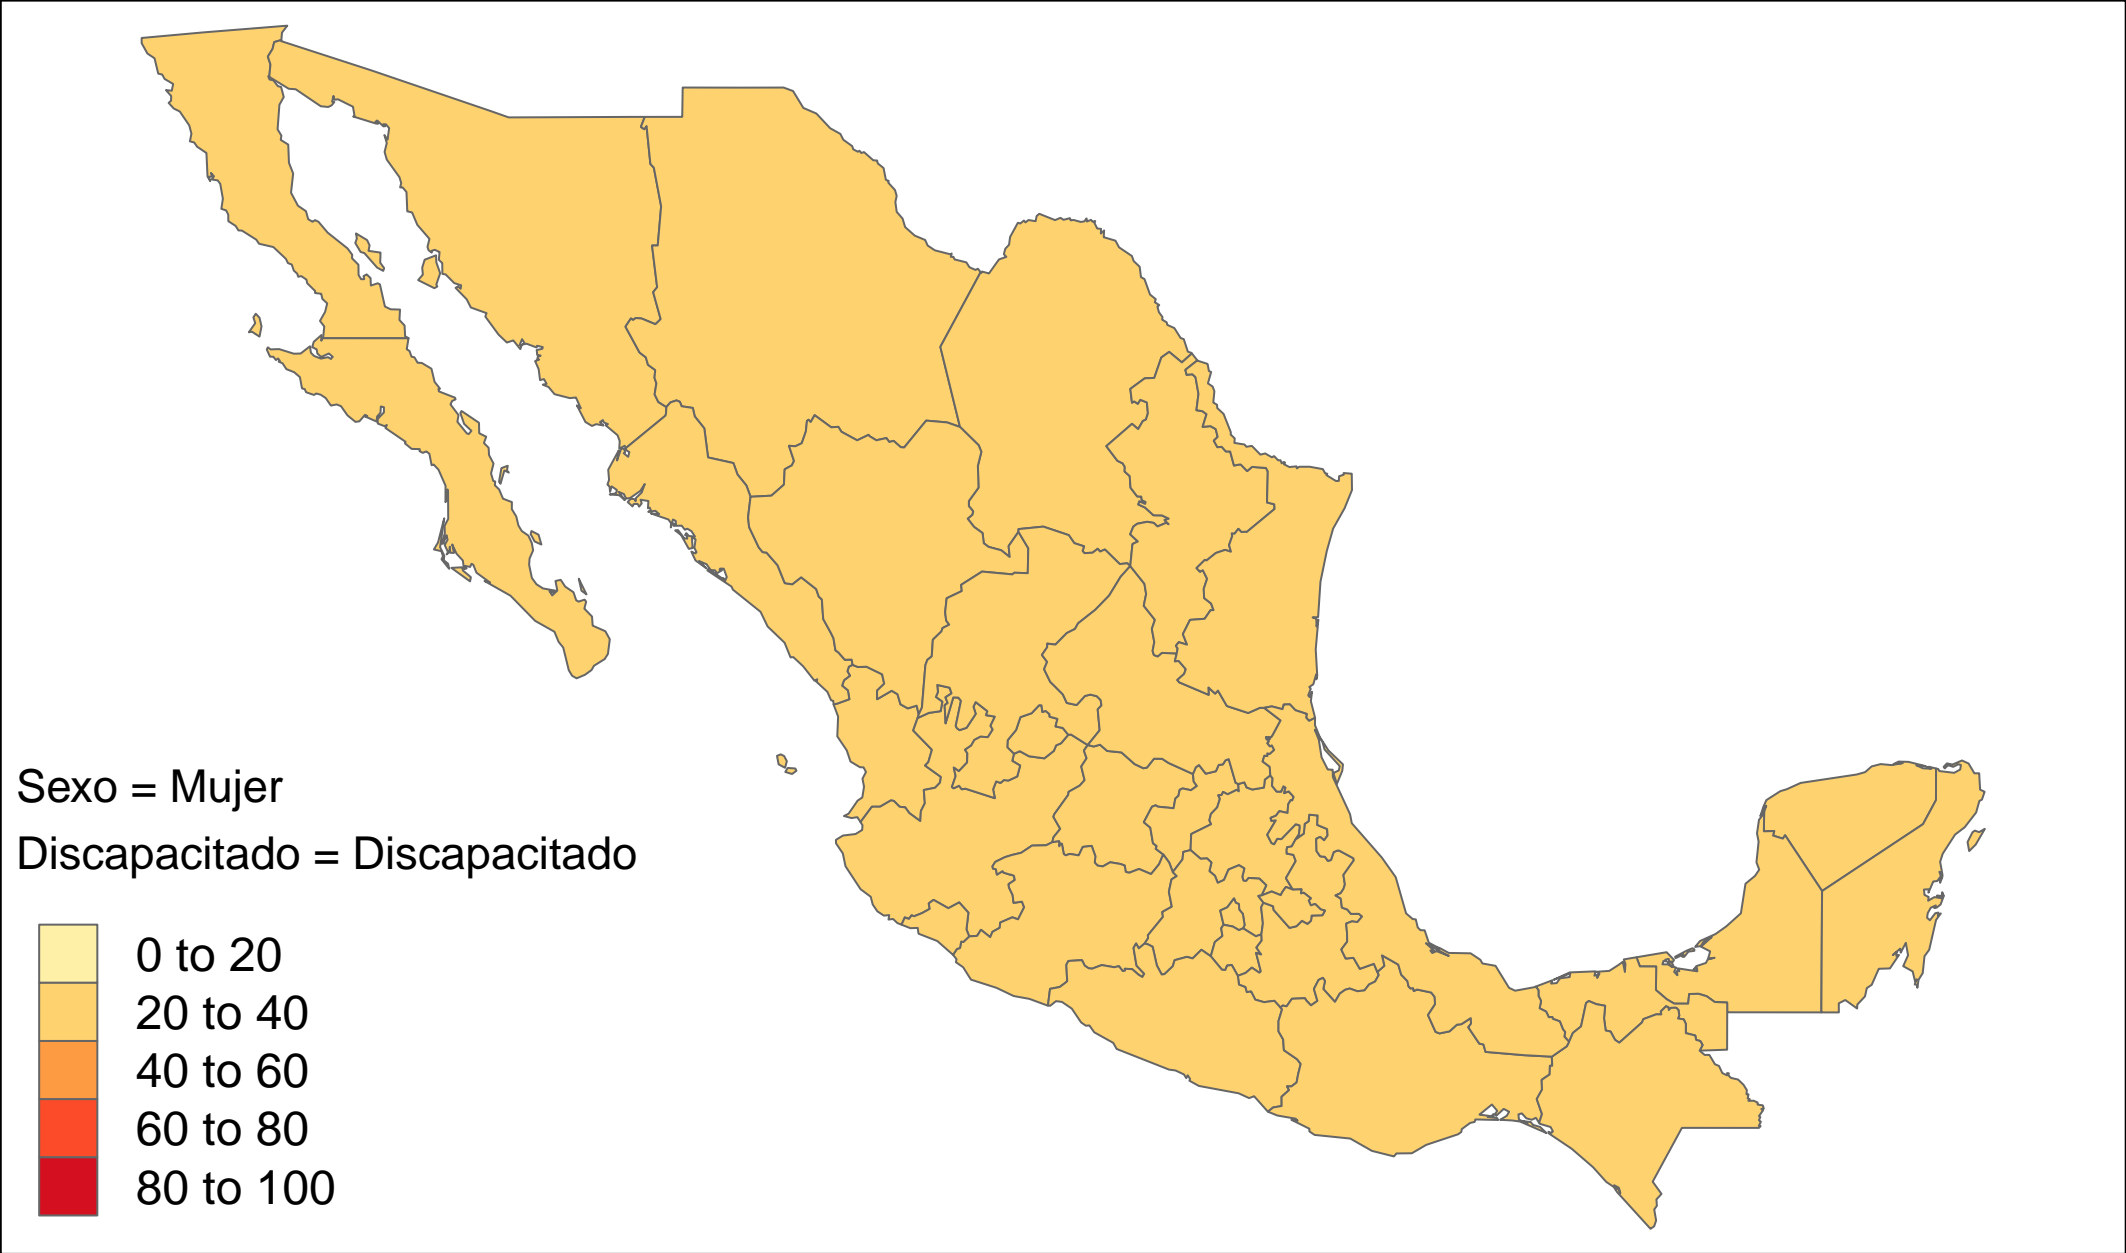 Sexo = Mujer
Discapacitado = Discapacitado
0 to 20
20 to 40
40 to 60
60 to 80
80 to 100